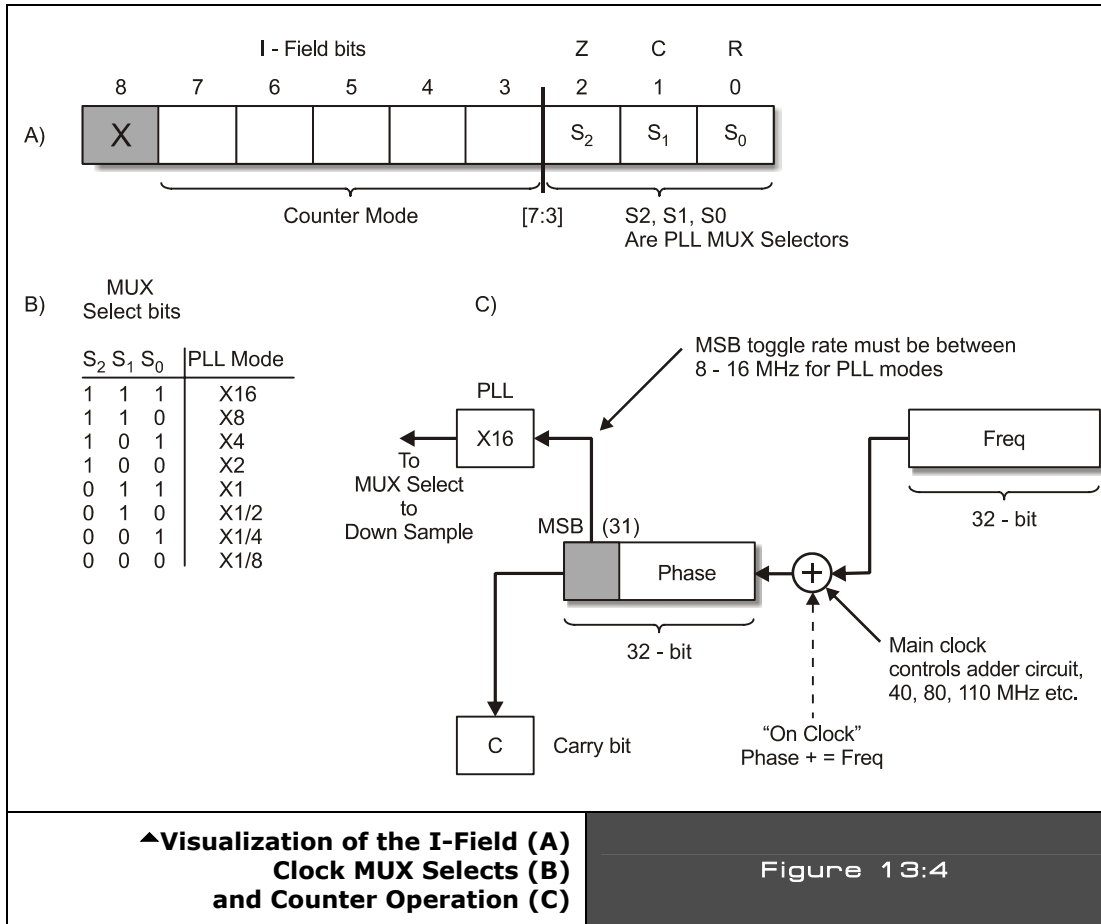 I - Field bits
Z C R
8 7 6 5 4 3 2 1 0
A)
X S2 S1 S0
Counter Mode
[7:3]
S2, S1, S0
Are PLL MUX Selectors
B)
MUX
Select bits
S2 S1 S0 PLL Mode
1 1 1 X16
1 1 0 X8
1 0 1 X4
1 0 0 X2
0 1 1 X1
0 1 0 X1/2
0 0 1 X1/4
0 0 0 X1/8
C)
MSB toggle rate must be between
8 - 16 MHz for PLL modes
PLL
X16
To
MUX Select
to
Down Sample
Freq
32 - bit
MSB (31)
Phase
+
32 - bit
Main clock
controls adder circuit,
40, 80, 110 MHz etc.
“On Clock”
Phase + = Freq
C
Carry bit
▲Visualization of the I-Field (A)
Clock MUX Selects (B)
and Counter Operation (C)
Figure 13:4